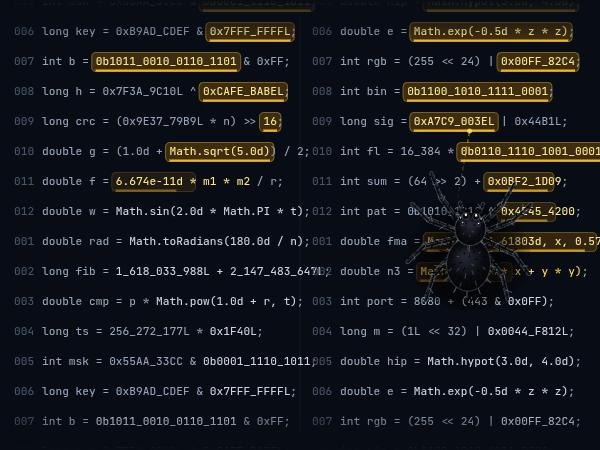 006 long key = 0xB9AD_CDEF & 0x7FFF_FFFFL;
007 int b = 0b1011_0010_0110_1101 & 0xFF;
008 long h = 0x7F3A_9C10L ^ 0xCAFE_BABEL;
009 long crc = (0x9E37_79B9L * n) >> 16;
010 double g = (1.0d + Math.sqrt(5.0d)) / 2;
011 double f = 6.674e-11d * m1 * m2 / r;
012 double w = Math.sin(2.0d * Math.PI * t);
001 double rad = Math.toRadians(180.0d / n);
002 long fib = 1_618_033_988L + 2_147_483_647L;
003 double cmp = p * Math.pow(1.0d + r, t);
004 long ts = 256_272_177L * 0x1F40L;
005 int msk = 0x55AA_33CC & 0b0001_1110_1011;
006 long key = 0xB9AD_CDEF & 0x7FFF_FFFFL;
007 int b = 0b1011_0010_0110_1101 & 0xFF;
006 double e = Math.exp(-0.5d * z * z);
007 int rgb = (255 << 24) | 0x00FF_82C4;
008 int bin = 0b1100_1010_1111_0001;
009 long sig = 0xA7C9_003EL | 0x44B1L;
010 int fl = 16_384 * 0b0110_1110_1001_0001
011 int sum = (64 >> 2) + 0x0BF2_1D09;
012 int pat =
001 double fma = 61803d, x, 0.57
002 double n3 = x + y * y);
003 int port = 8080 + (443 & 0x0FF);
004 long m = (1L << 32) | 0x0044_F812L;
005 double hip = Math.hypot(3.0d, 4.0d);
006 double e = Math.exp(-0.5d * z * z);
007 int rgb = (255 << 24) | 0x00FF_82C4;